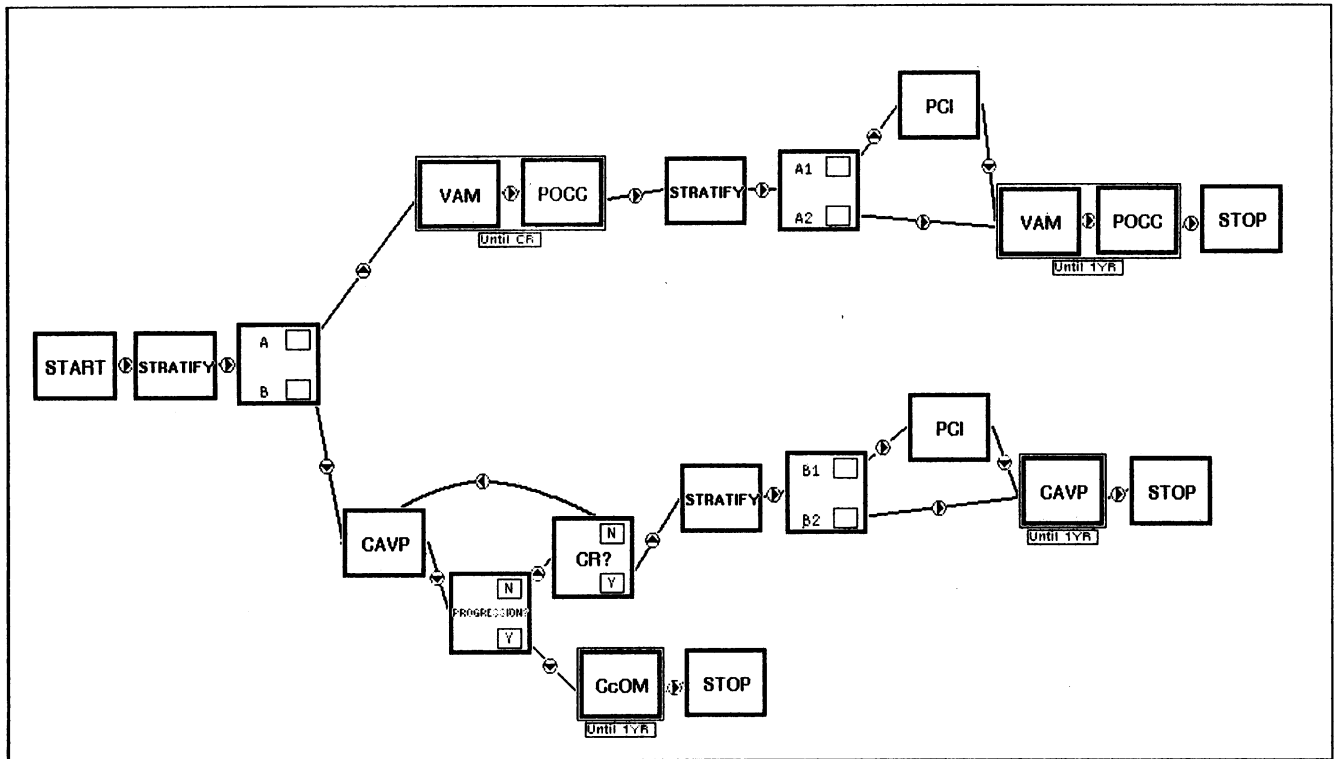 PCI
VAM
POCC
Until CR
STRATIFY
A1
A2
VAM
POCC
Until 1YR
STOP
START
STRATIFY
A
B
PCI
CAVP
N
CR?
Y
STRATIFY
B1
B2
CAVP
Until 1YR
STOP
N
PROGRESSION?
Y
CcOM
Until 1YR
STOP